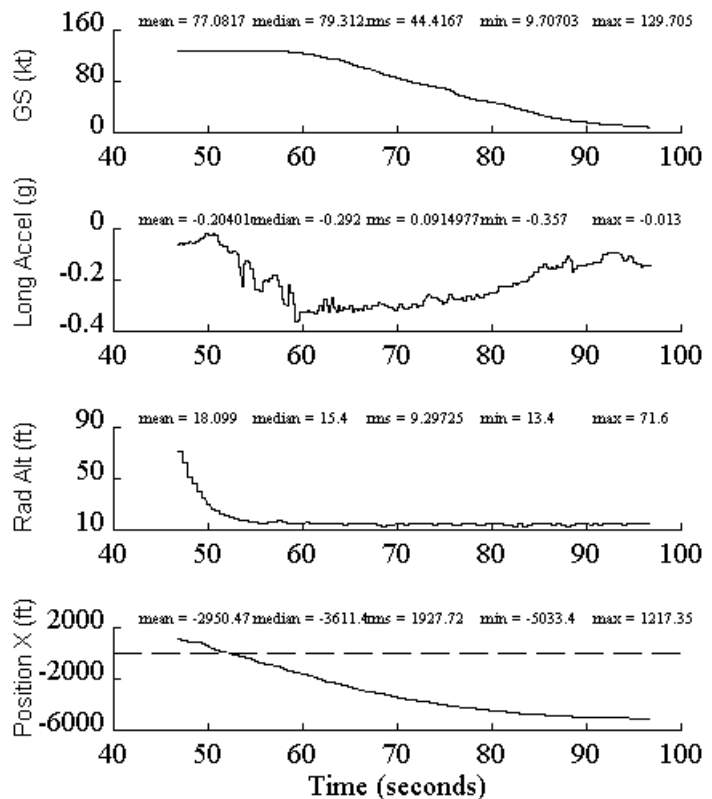 mean = 77.0817 median = 79.312 rms = 44.4167 min = 9.70703 max = 129.705
160
80
0
GS (kt)
40 50 60 70 80 90 100
mean = -0.20401 median = -0.292 rms = 0.0914977 min = -0.357 max = -0.013
0
-0.2
-0.4
Long Accel (g)
40 50 60 70 80 90 100
mean = 18.099 median = 15.4 rms = 9.29725 min = 13.4 max = 71.6
90
50
10
Rad Alt (ft)
40 50 60 70 80 90 100
mean = -2950.47 median = -3611.4 rms = 1927.72 min = -5033.4 max = 1217.35
2000
-2000
-6000
Position X (ft)
40 50 60 70 80 90 100
Time (seconds)